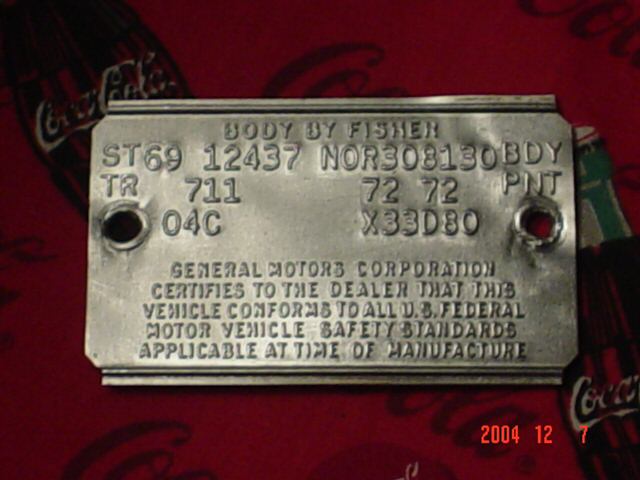 Coca-Cola
BODY BY FISHER
ST69 12437 NOR308130 BDY
TR 711 72 72 PNT
04C X33D80
GENERAL MOTORS CORPORATION
CERTIFIES TO THE DEALER THAT THIS
VEHICLE CONFORMS TO ALL U.S. FEDERAL
MOTOR VEHICLE SAFETY STANDARDS
APPLICABLE AT TIME OF MANUFACTURE
Coca
2004 12 7